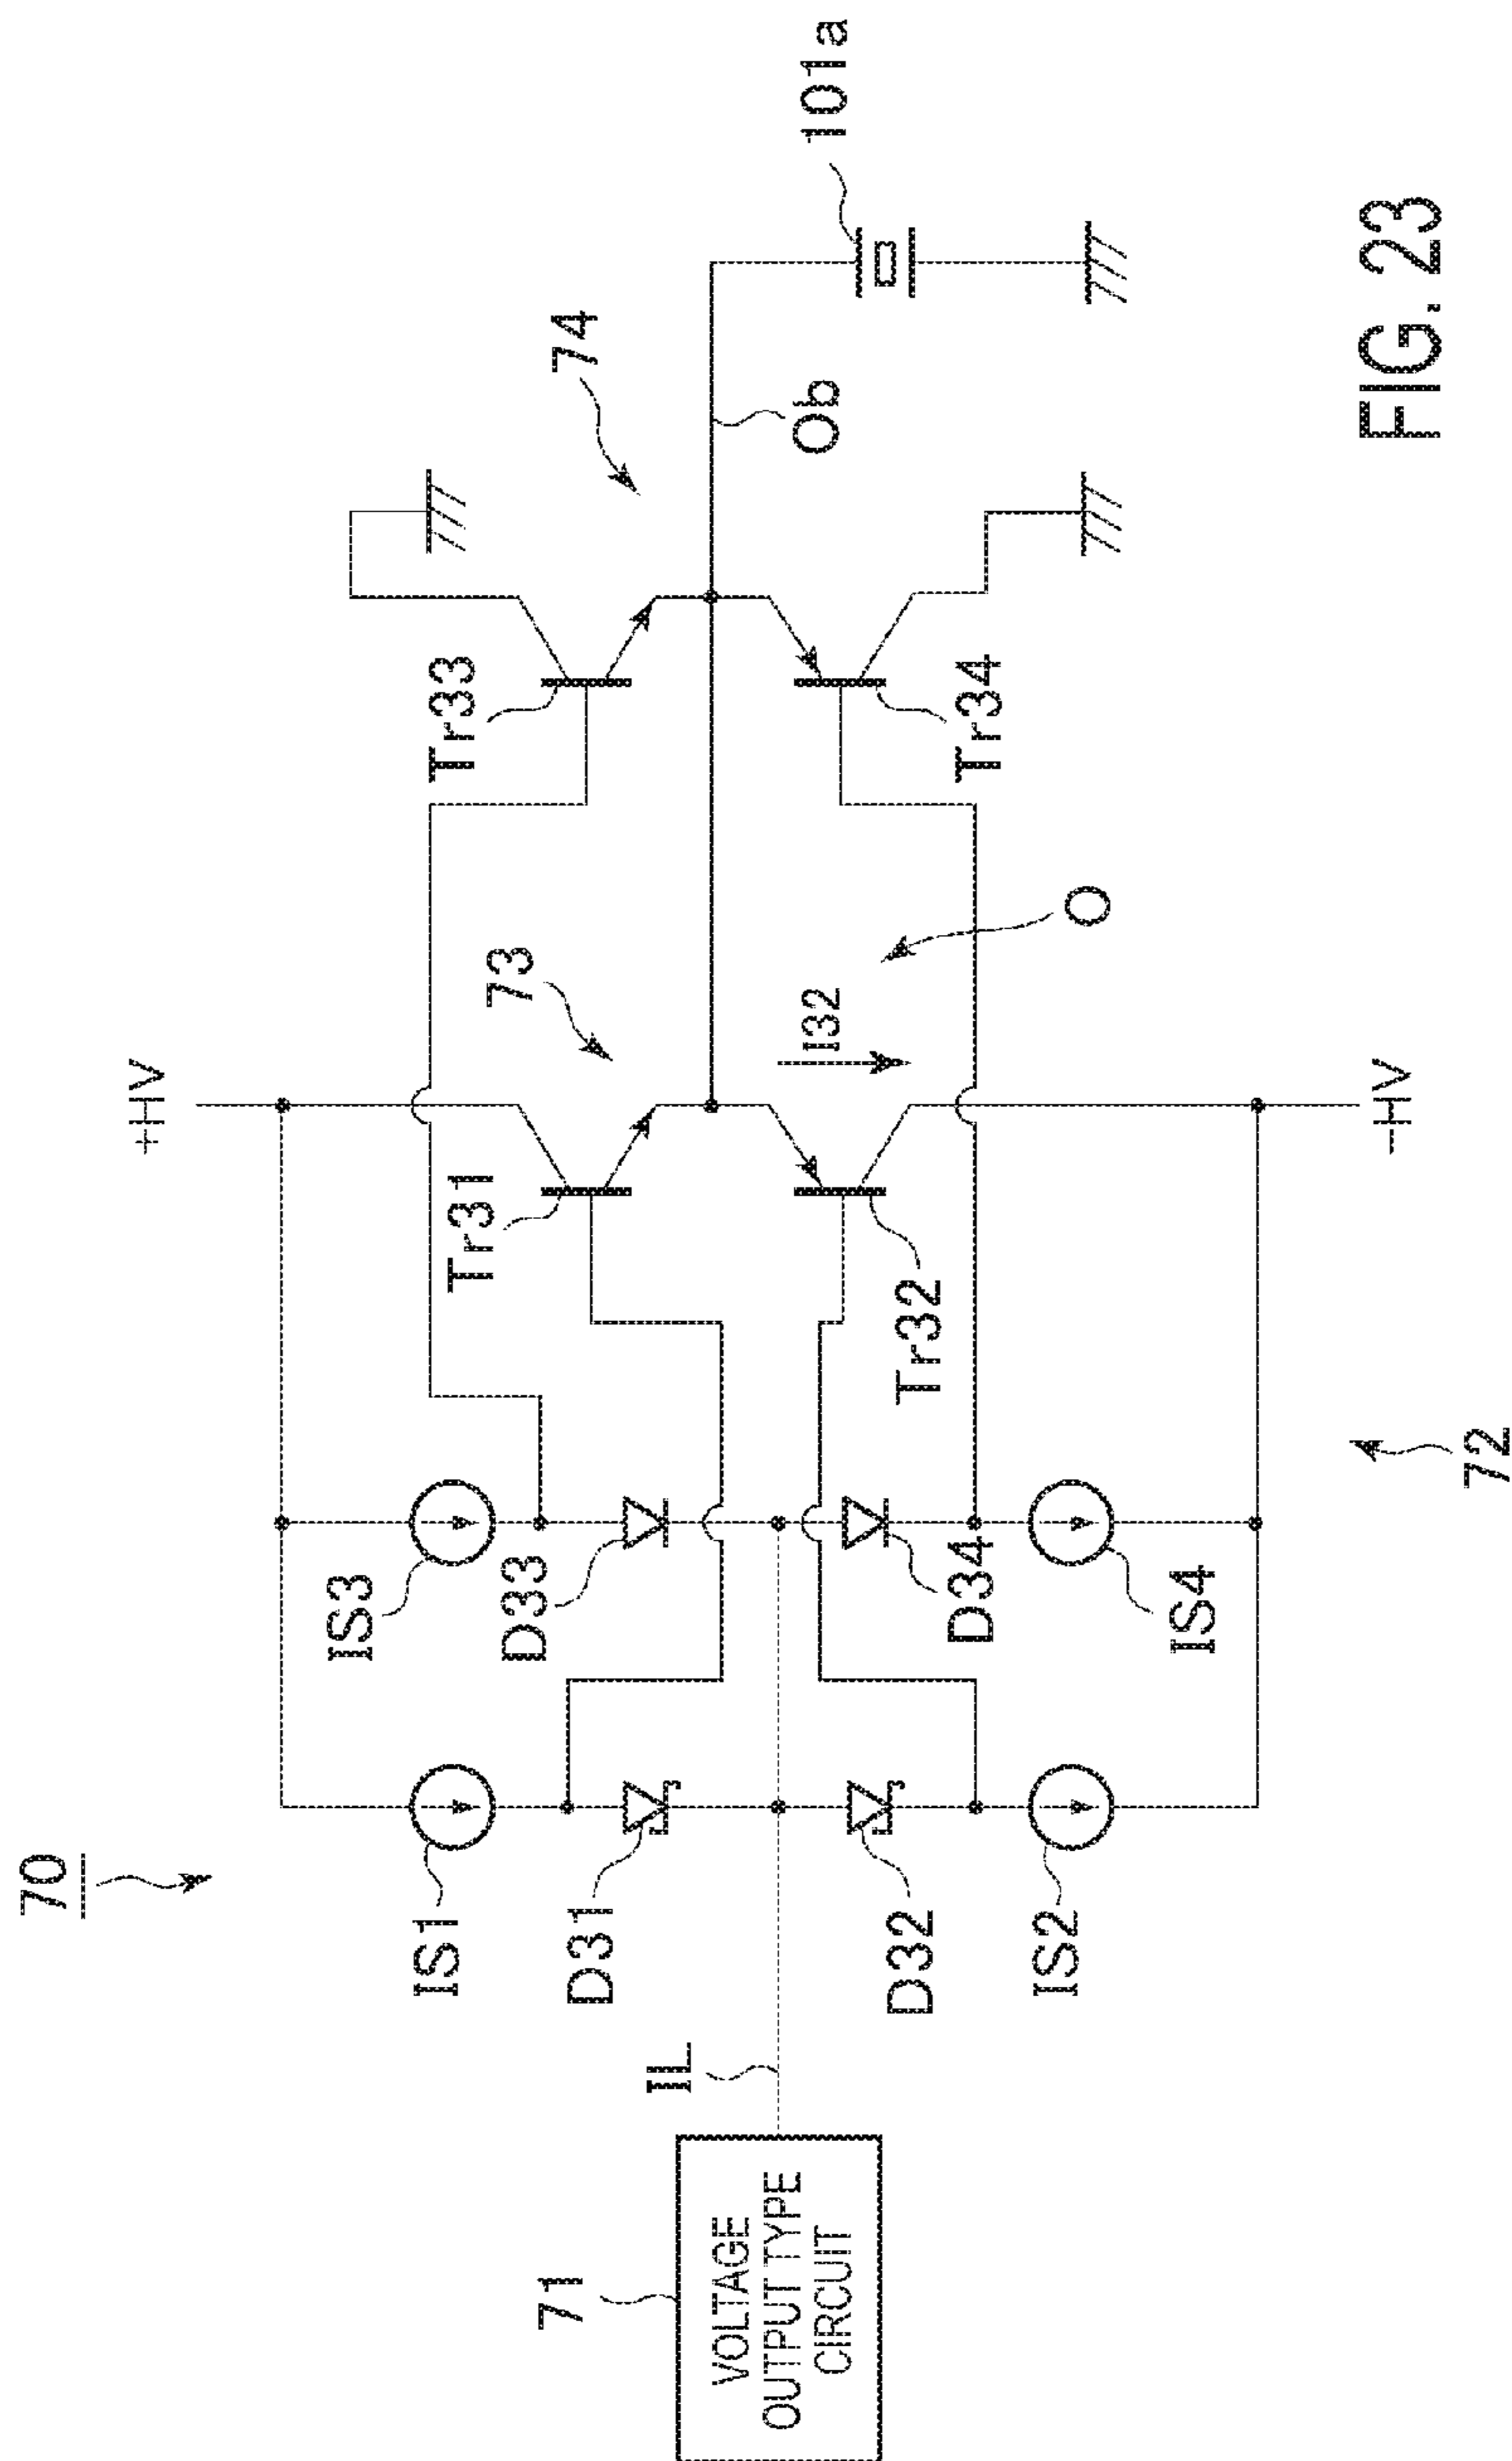 70
+HV
73
74
IS1
IS3
Tr31
Tr33
D31
D33
101a
71
IL
VOLTAGE
OUTPUT TYPE
CIRCUIT
I32
Ob
D32
D34
Tr32
O
Tr34
IS2
IS4
-HV
72
FIG. 23